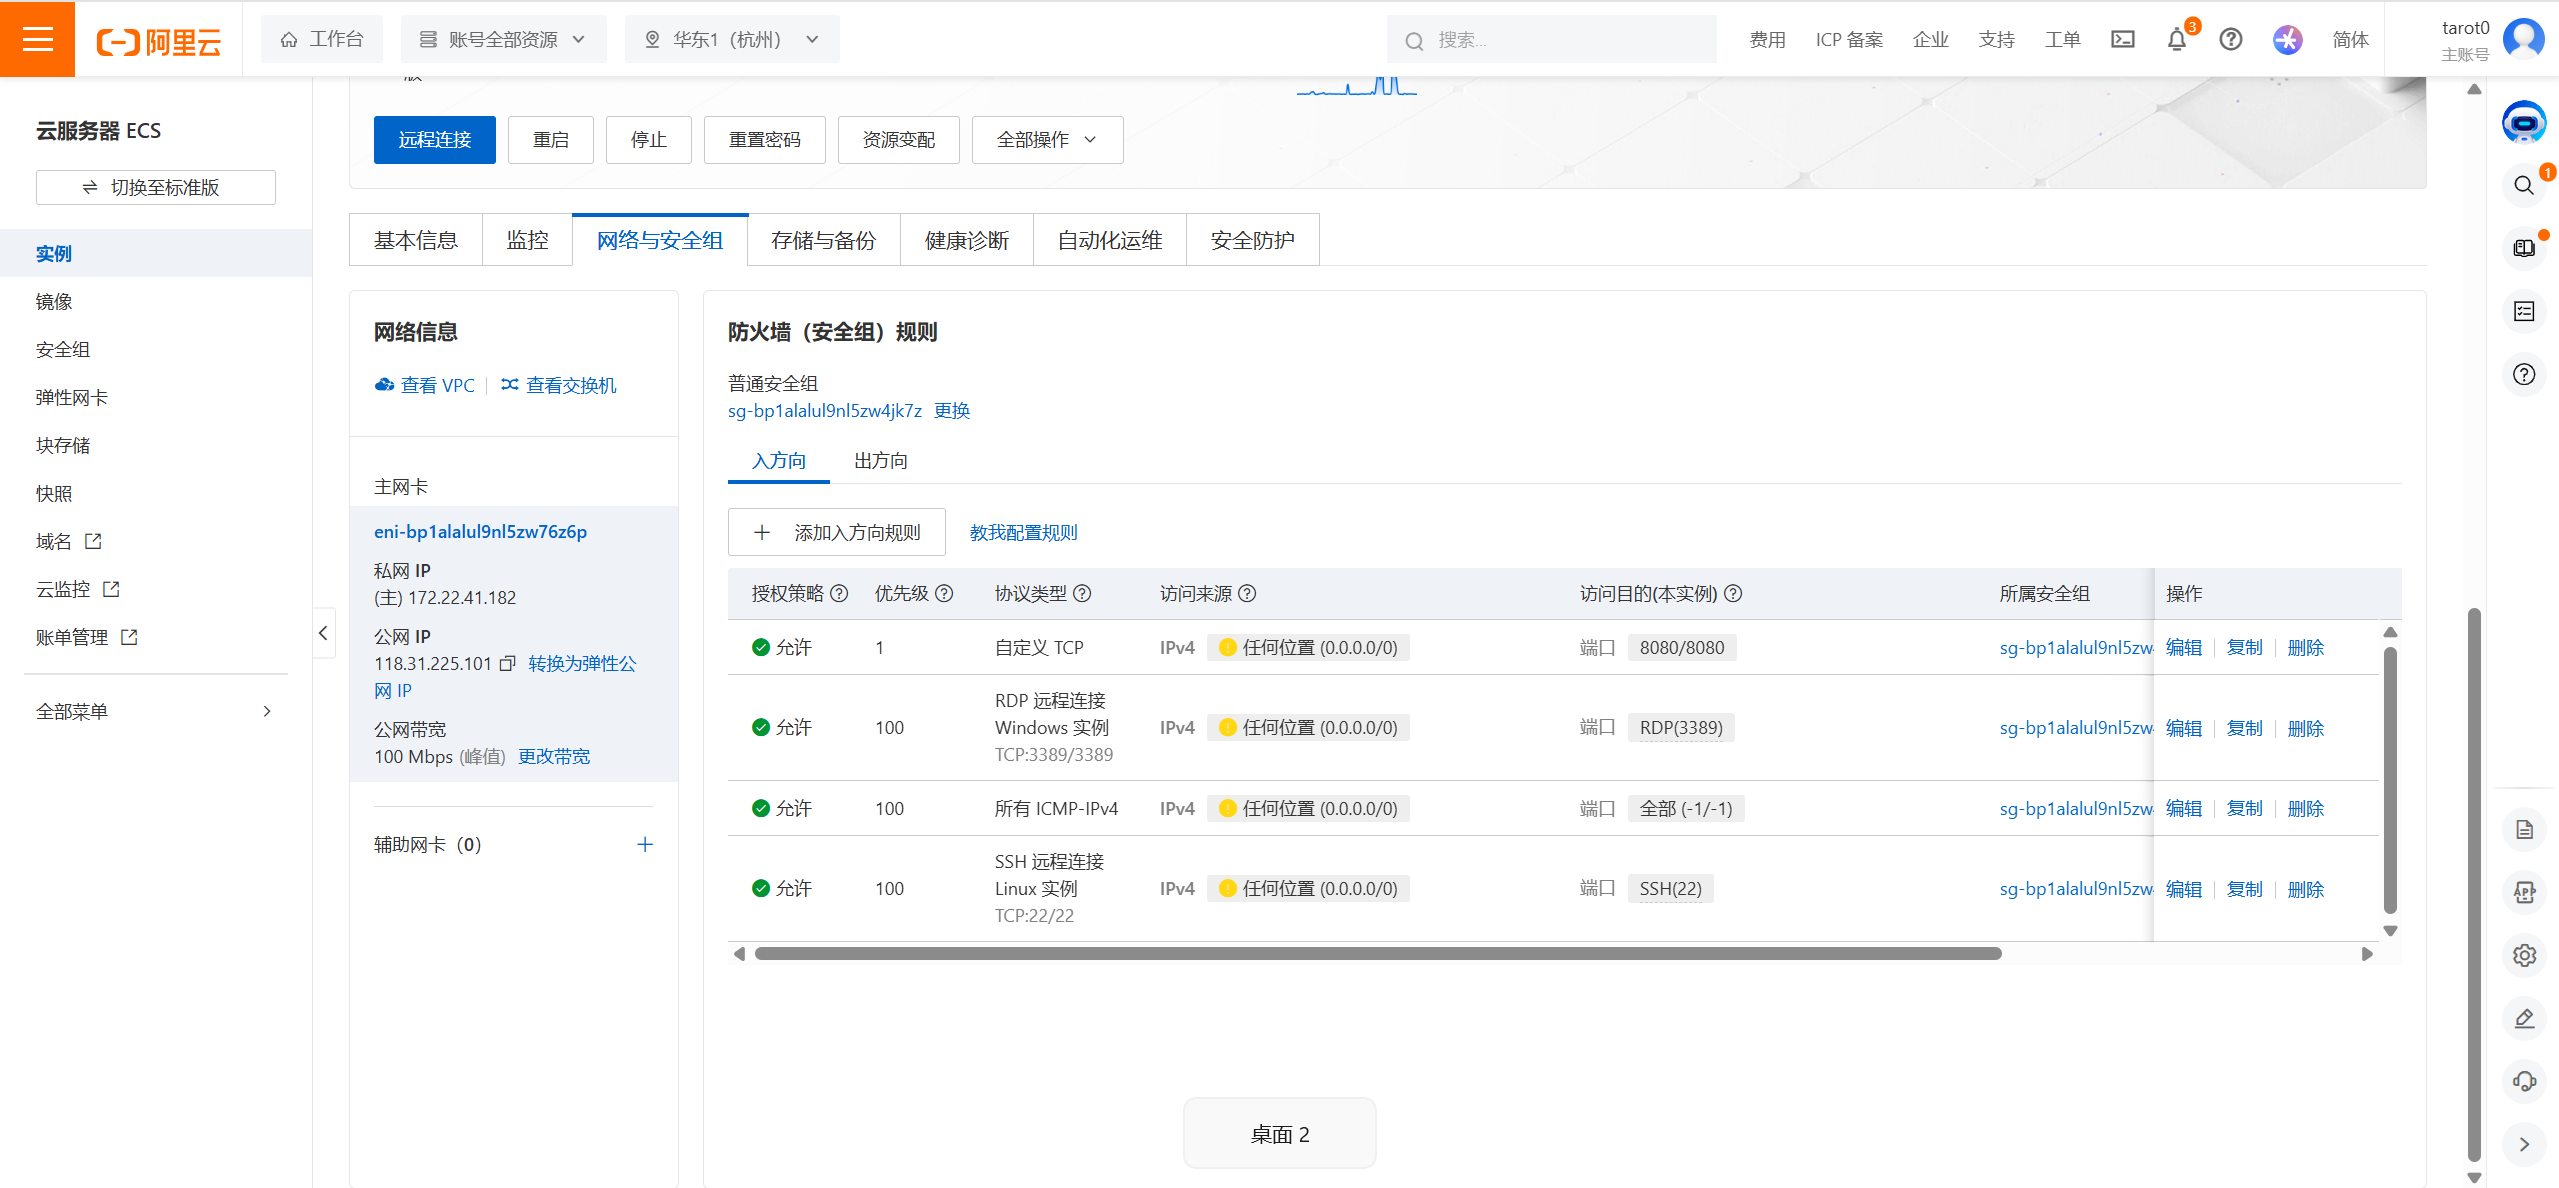 阿里云
工作台
账号全部资源
华东1（杭州）
搜索...
费用
ICP 备案
企业
支持
工单
3
简体
tarot0
主账号
云服务器 ECS
切换至标准版
实例
镜像
安全组
弹性网卡
块存储
快照
域名
云监控
账单管理
全部菜单
远程连接
重启
停止
重置密码
资源变配
全部操作
基本信息
监控
网络与安全组
存储与备份
健康诊断
自动化运维
安全防护
网络信息
查看 VPC
查看交换机
主网卡
eni-bp1alalul9nl5zw76z6p
私网 IP
(主) 172.22.41.182
公网 IP
118.31.225.101 转换为弹性公
网 IP
公网带宽
100 Mbps (峰值) 更改带宽
辅助网卡（0）
防火墙（安全组）规则
普通安全组
sg-bp1alalul9nl5zw4jk7z 更换
入方向 出方向
添加入方向规则 教我配置规则
授权策略 优先级 协议类型 访问来源 访问目的(本实例) 所属安全组 操作
允许 1 自定义 TCP IPv4 任何位置 (0.0.0.0/0) 端口 8080/8080 sg-bp1alalul9nl5zw 编辑 复制 删除
RDP 远程连接
允许 100 Windows 实例 IPv4 任何位置 (0.0.0.0/0) 端口 RDP(3389) sg-bp1alalul9nl5zw 编辑 复制 删除
TCP:3389/3389
允许 100 所有 ICMP-IPv4 IPv4 任何位置 (0.0.0.0/0) 端口 全部 (-1/-1) sg-bp1alalul9nl5zw 编辑 复制 删除
SSH 远程连接
允许 100 Linux 实例 IPv4 任何位置 (0.0.0.0/0) 端口 SSH(22) sg-bp1alalul9nl5zw 编辑 复制 删除
TCP:22/22
桌面 2
1
APP